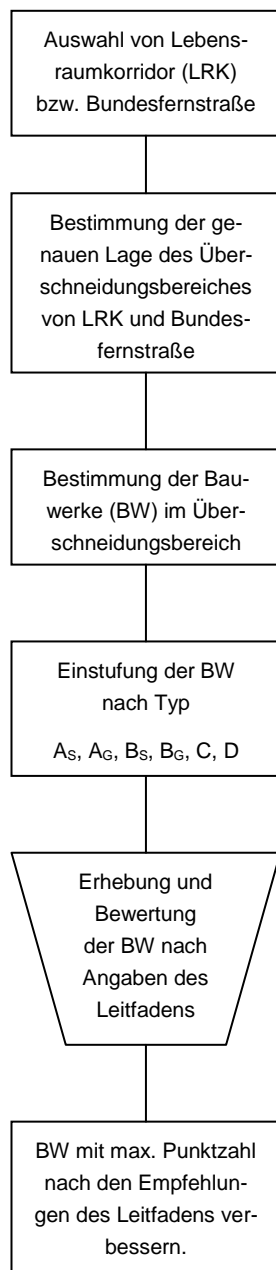 Auswahl von Lebens-
raumkorridor (LRK)
bzw. Bundesfernstraße
Bestimmung der ge-
nauen Lage des Über-
schneidungsbereiches
von LRK und Bundes-
fernstraße
Bestimmung der Bau-
werke (BW) im Über-
schneidungsbereich
Einstufung der BW
nach Typ
AS, AG, BS, BG, C, D
Erhebung und
Bewertung
der BW nach
Angaben des
Leitfadens
BW mit max. Punktzahl
nach den Empfehlun-
gen des Leitfadens ver-
bessern.